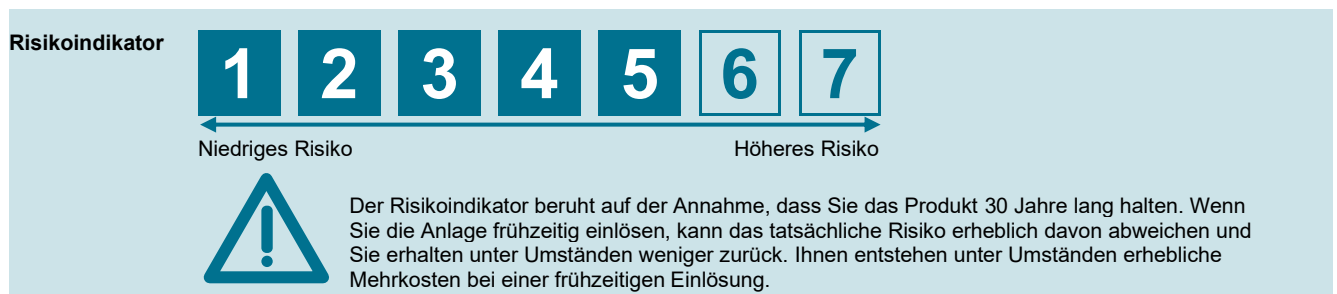 Risikoindikator
1 2 3 4 5 6 7
Niedriges Risiko Höheres Risiko
Der Risikoindikator beruht auf der Annahme, dass Sie das Produkt 30 Jahre lang halten. Wenn
Sie die Anlage frühzeitig einlösen, kann das tatsächliche Risiko erheblich davon abweichen und
Sie erhalten unter Umständen weniger zurück. Ihnen entstehen unter Umständen erhebliche
Mehrkosten bei einer frühzeitigen Einlösung.